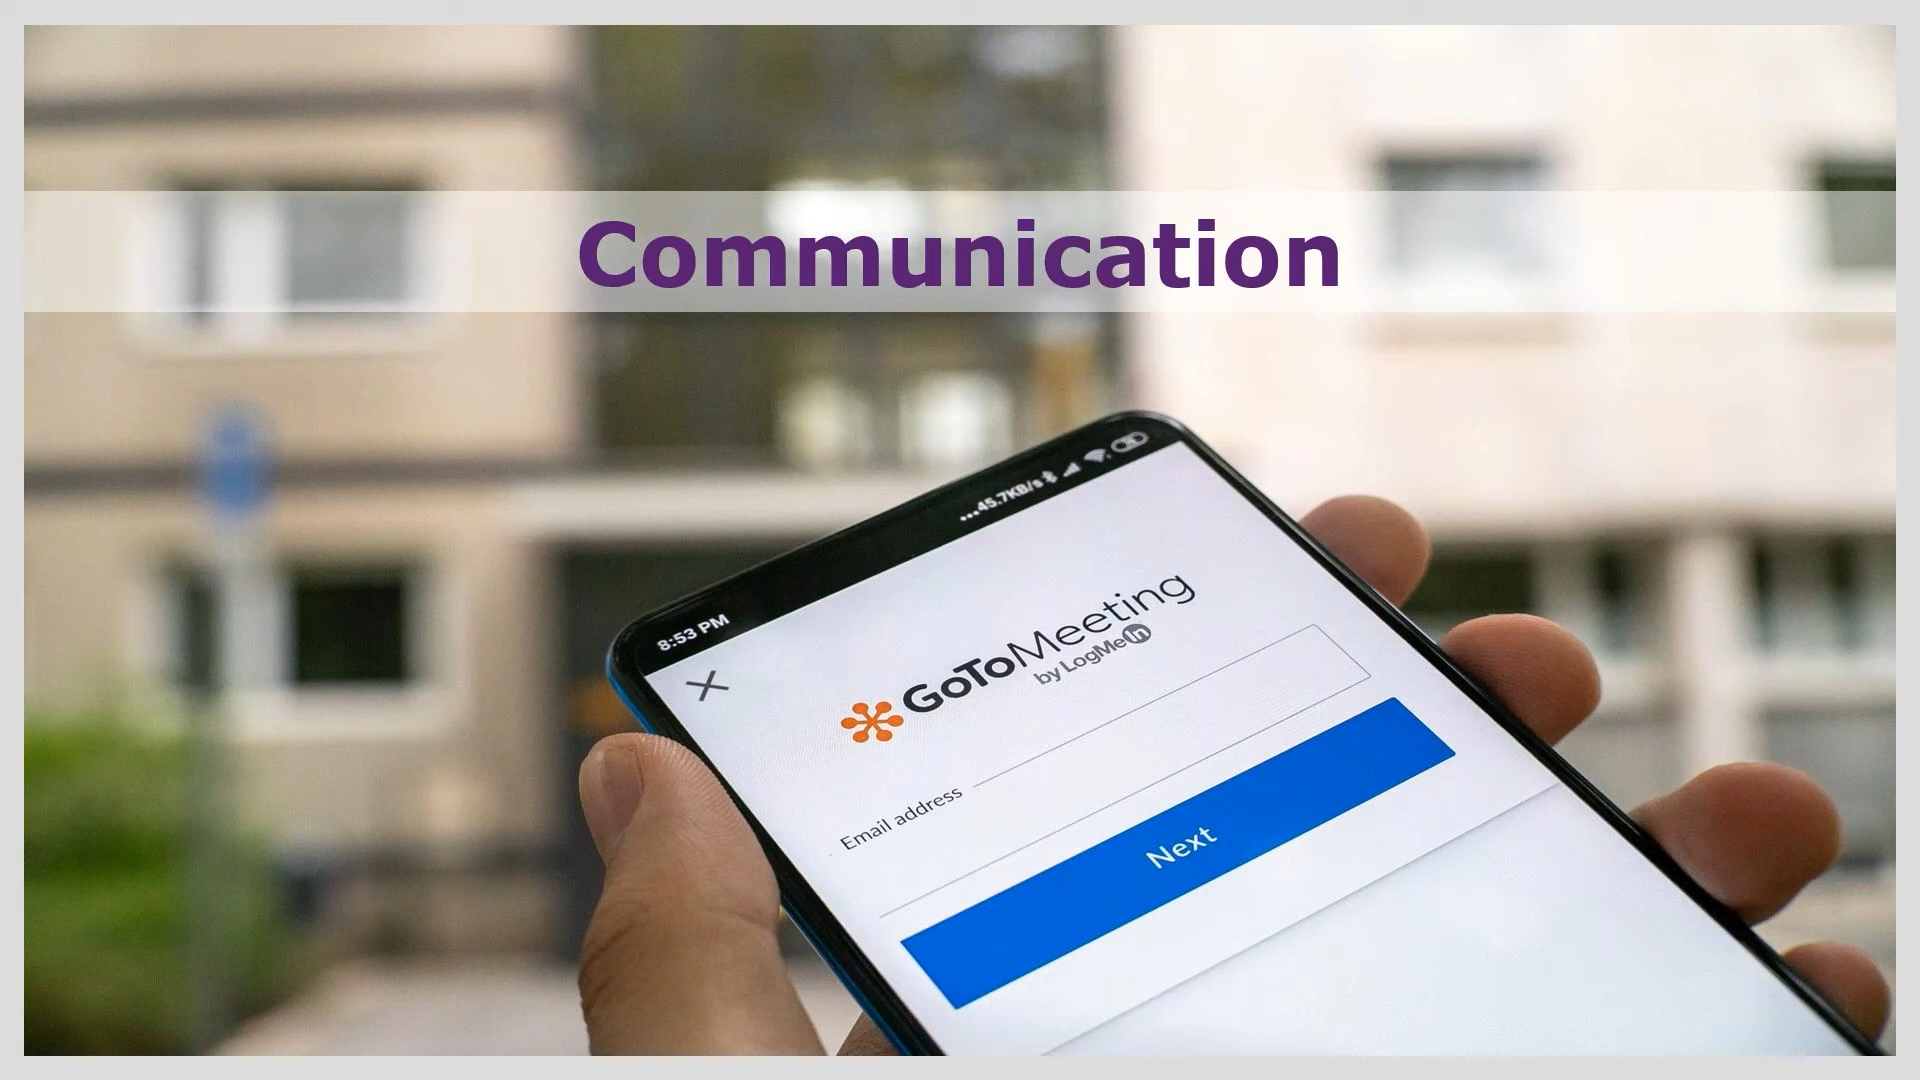 Communication
...45.7KB/s
8:53 PM
GoToMeeting
by LogMeIn
Email address
Next